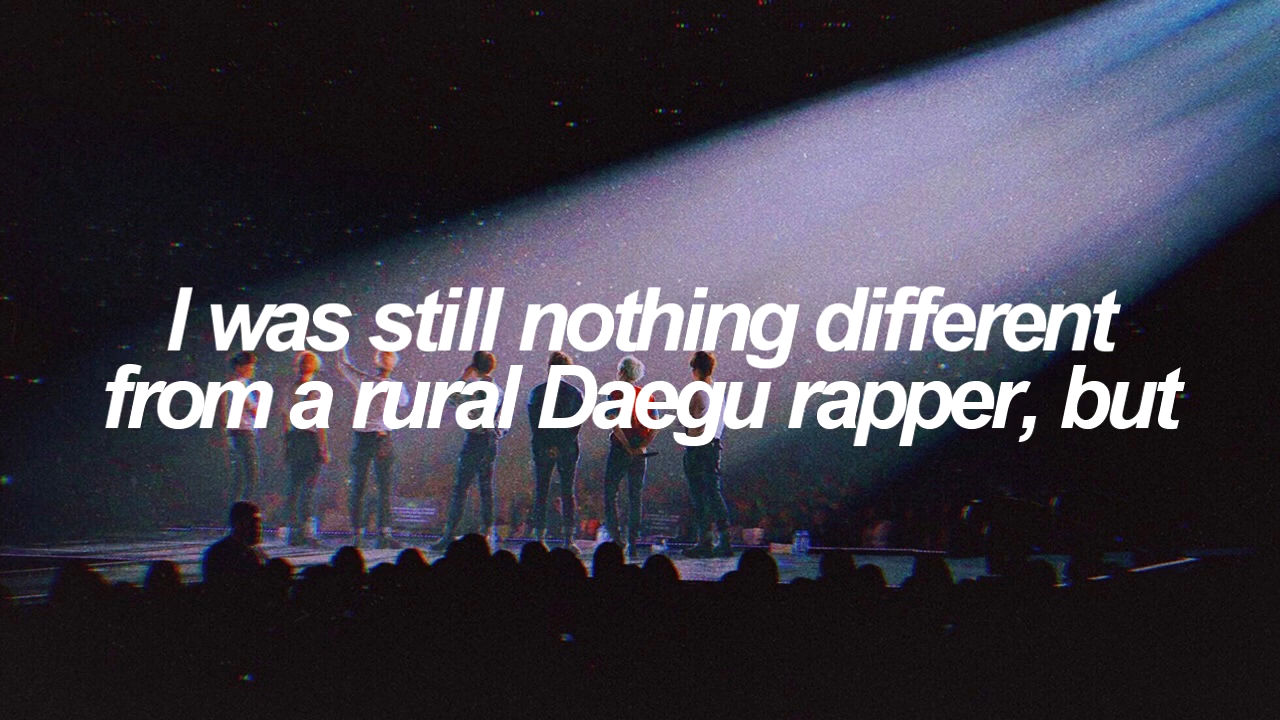 I was still nothing different
from a rural Daegu rapper, but